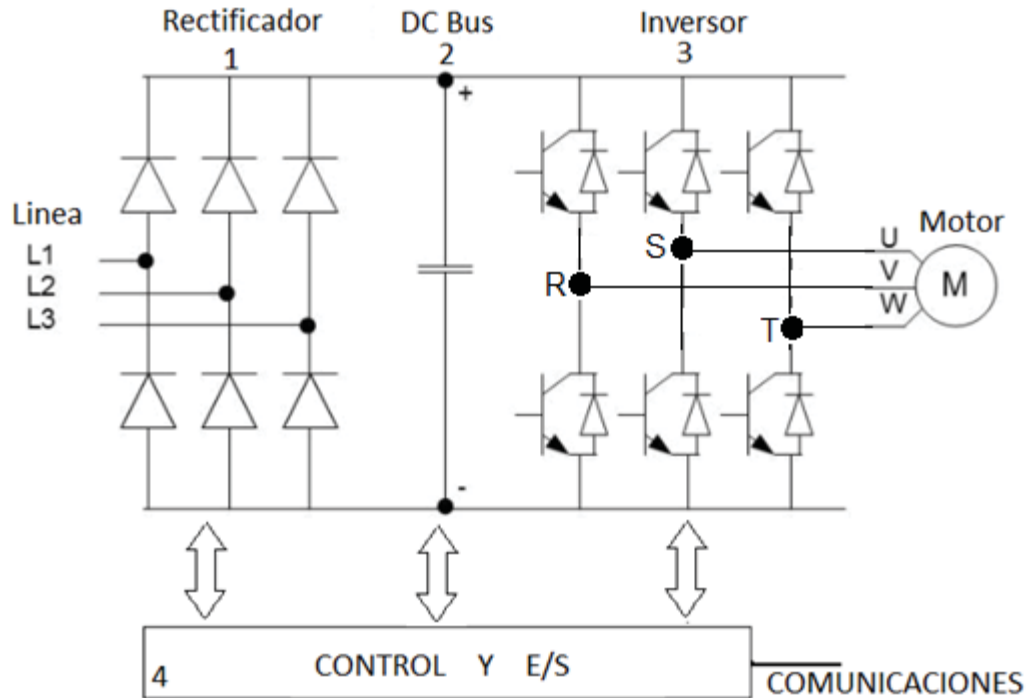 Rectificador
1
DC Bus
2
Inversor
3
+
Linea
L1
L2
L3
S
R
T
U
V
W
Motor
M
-
4
CONTROL Y E/S
COMUNICACIONES